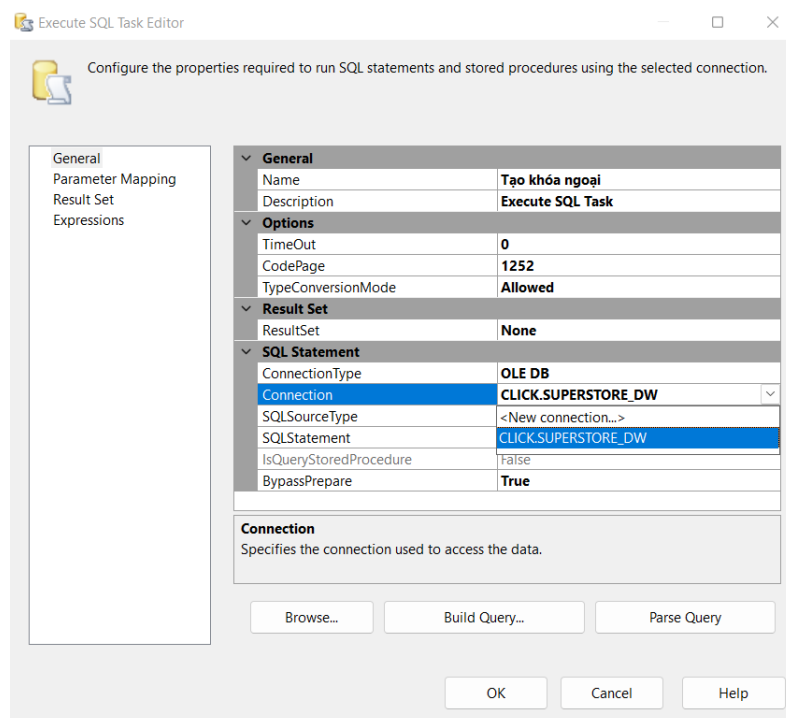 Execute SQL Task Editor
Configure the properties required to run SQL statements and stored procedures using the selected connection.
General
Parameter Mapping
Result Set
Expressions
General
Name Tạo khóa ngoại
Description Execute SQL Task
Options
TimeOut 0
CodePage 1252
TypeConversionMode Allowed
Result Set
ResultSet None
SQL Statement
ConnectionType OLE DB
Connection CLICK.SUPERSTORE_DW
SQLSourceType <New connection...>
SQLStatement CLICK.SUPERSTORE_DW
IsQueryStoredProcedure False
BypassPrepare True
Connection
Specifies the connection used to access the data.
Browse... Build Query... Parse Query
OK Cancel Help